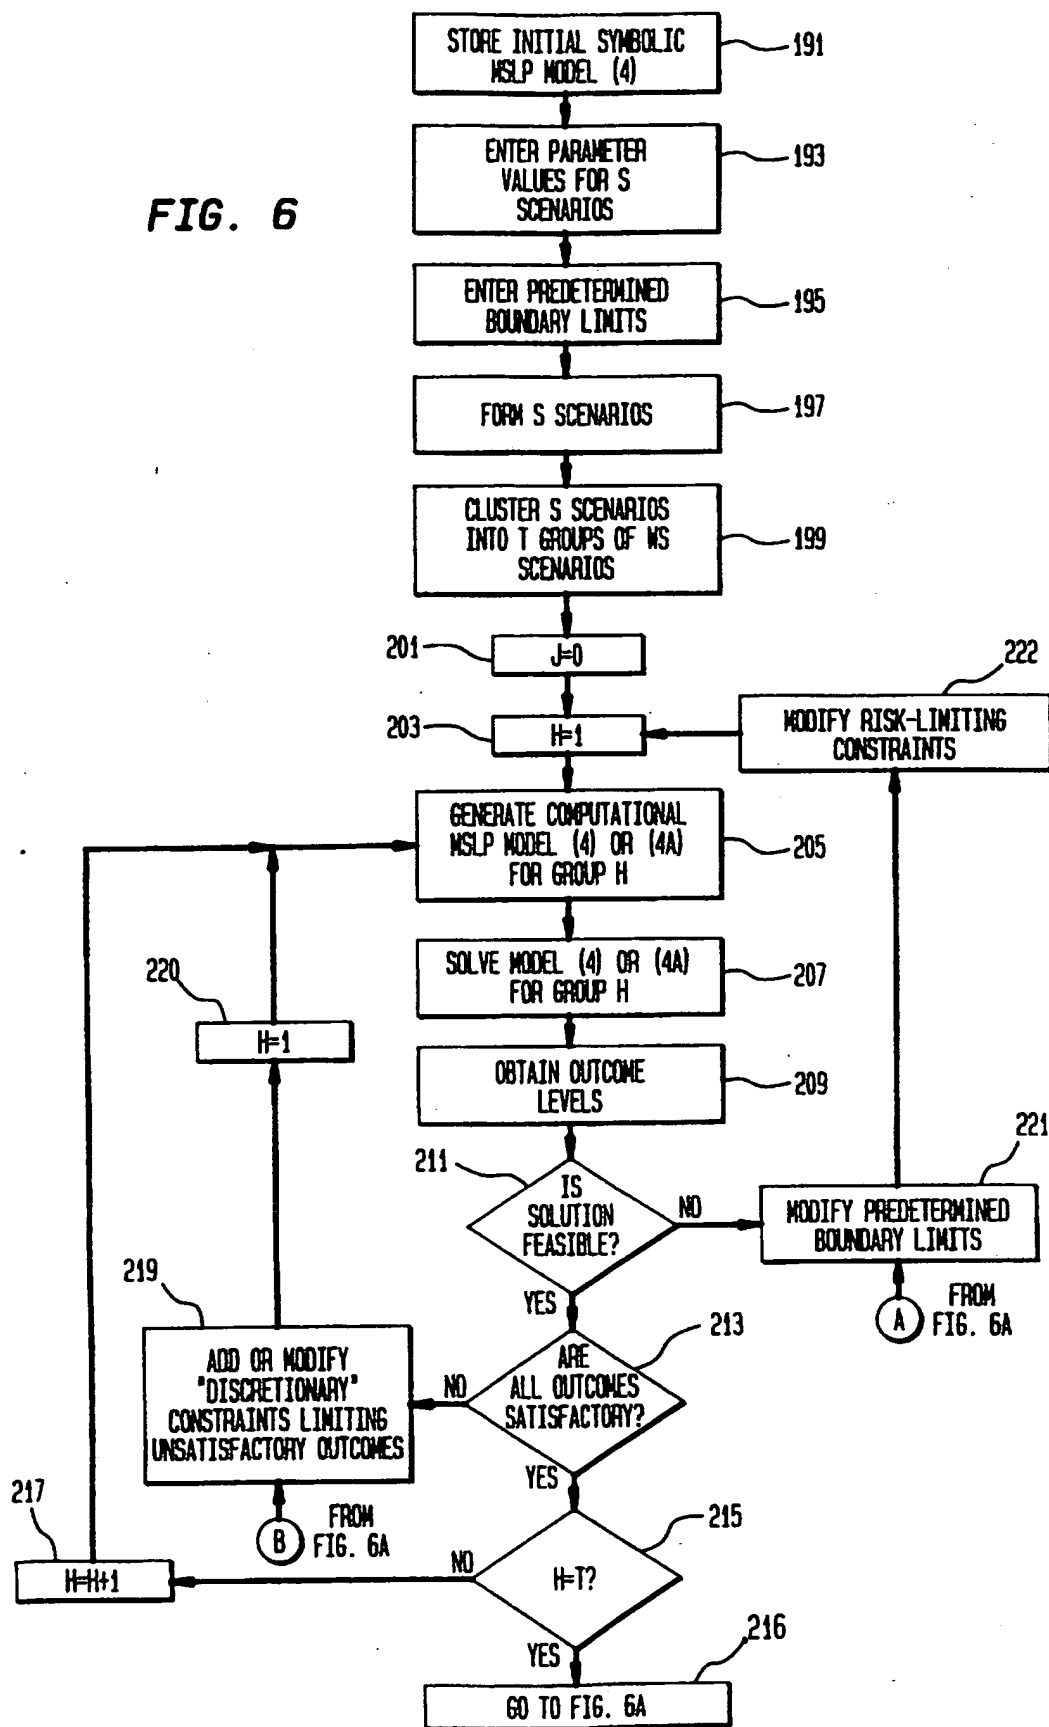 STORE INITIAL SYMBOLIC
MSLP MODEL (4)
191
ENTER PARAMETER
VALUES FOR S
SCENARIOS
193
FIG. 6
ENTER PREDETERMINED
BOUNDARY LIMITS
195
FORM S SCENARIOS
197
CLUSTER S SCENARIOS
INTO T GROUPS OF WS
SCENARIOS
199
201
J=0
203
H=1
222
MODIFY RISK-LIMITING
CONSTRAINTS
GENERATE COMPUTATIONAL
MSLP MODEL (4) OR (4A)
FOR GROUP H
205
SOLVE MODEL (4) OR (4A)
FOR GROUP H
207
220
H=1
OBTAIN OUTCOME
LEVELS
209
211
IS
SOLUTION
FEASIBLE?
NO
YES
221
MODIFY PREDETERMINED
BOUNDARY LIMITS
A
FROM
FIG. 6A
213
ARE
ALL OUTCOMES
SATISFACTORY?
NO
YES
219
ADD OR MODIFY
"DISCRETIONARY"
CONSTRAINTS LIMITING
UNSATISFACTORY OUTCOMES
B
FROM
FIG. 6A
215
H=T?
NO
YES
217
H=H+1
216
GO TO FIG. 6A